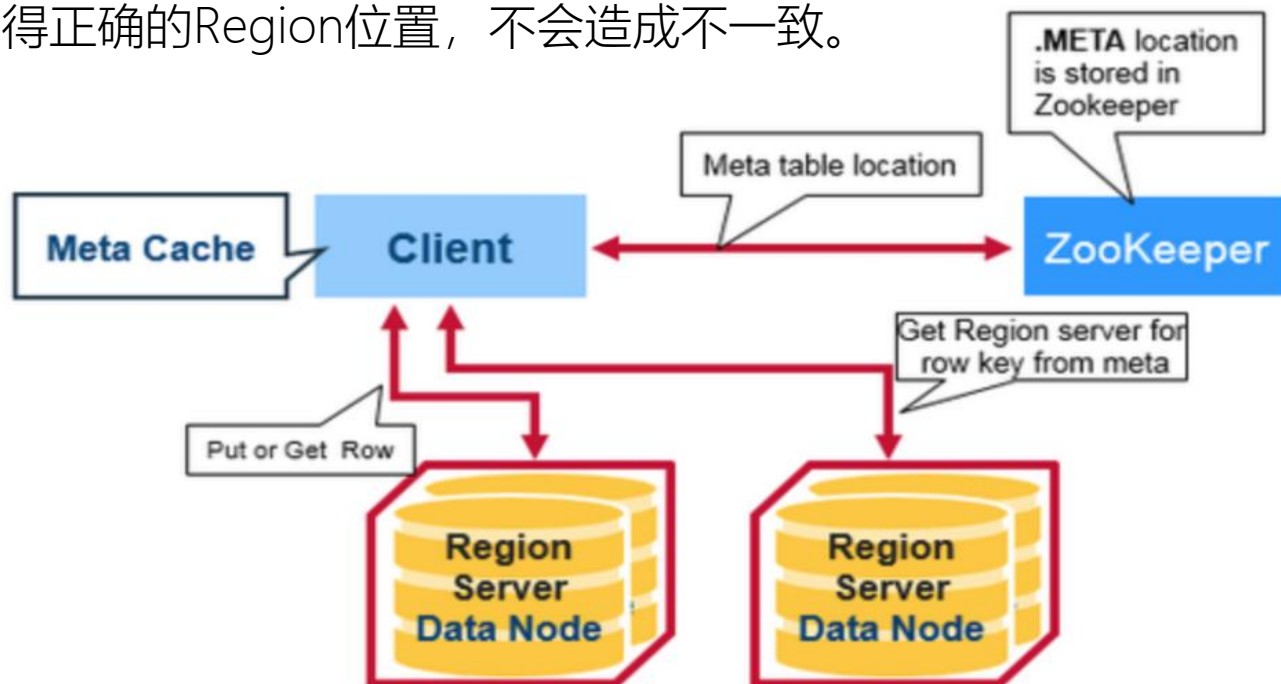 得正确的Region位置，不会造成不一致。
.META location
is stored in
Zookeeper
Meta table location
Meta Cache
Client
ZooKeeper
Get Region server for
row key from meta
Put or Get Row
Region
Server
Data Node
Region
Server
Data Node